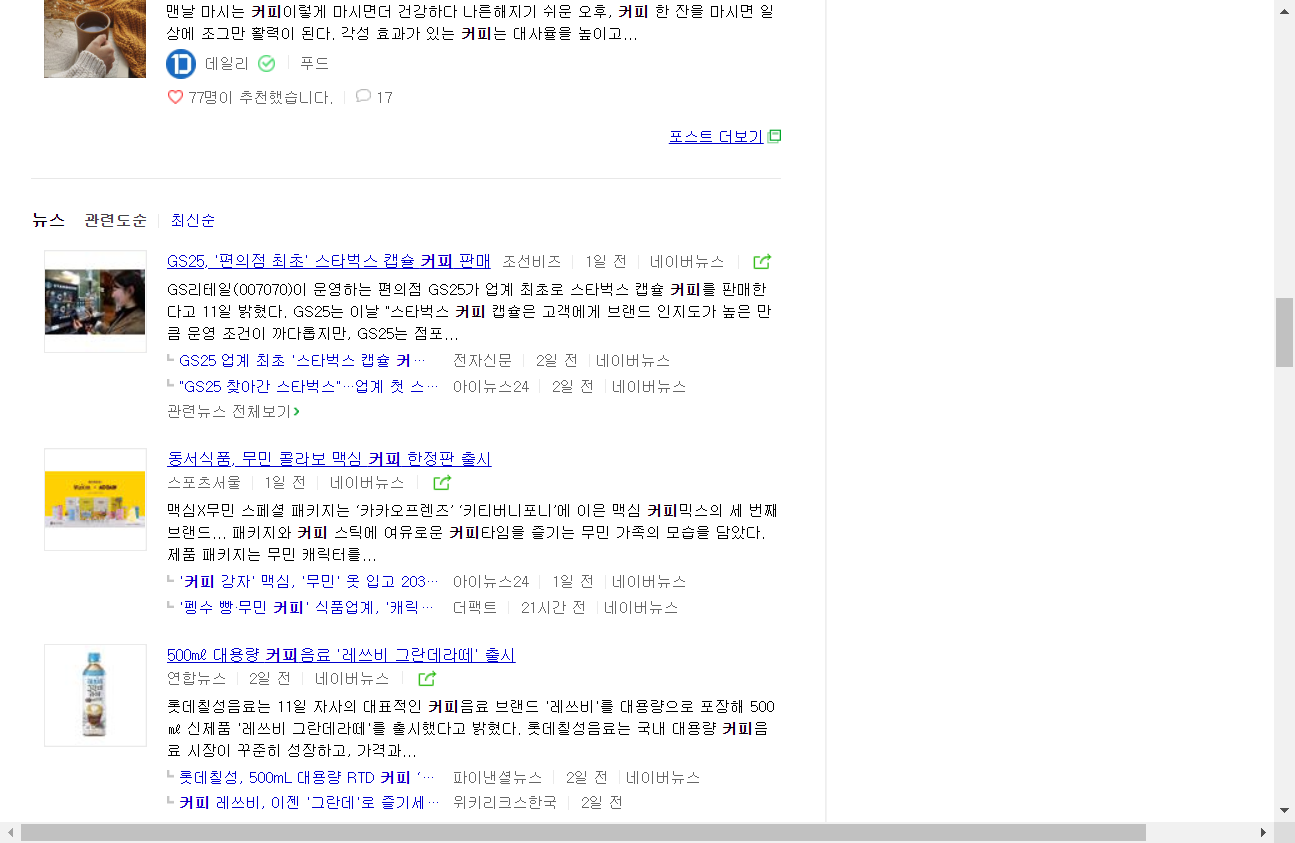 맨날 마시는 커피이렇게 마시면더 건강하다 나른해지기 쉬운 오후, 커피 한 잔을 마시면 일
상에 조그만 활력이 된다. 각성 효과가 있는 커피는 대사율을 높이고...
데일리 푸드
77명이 추천했습니다. 17
포스트 더보기
뉴스 관련도순 최신순
GS25, '편의점 최초' 스타벅스 캡슐 커피 판매 조선비즈 1일 전 네이버뉴스
GS리테일(007070)이 운영하는 편의점 GS25가 업계 최초로 스타벅스 캡슐 커피를 판매한
다고 11일 밝혔다. GS25는 이날 "스타벅스 커피 캡슐은 고객에게 브랜드 인지도가 높은 만
큼 운영 조건이 까다롭지만, GS25는 점포...
GS25 업계 최초 '스타벅스 캡슐 커… 전자신문 2일 전 네이버뉴스
"GS25 찾아간 스타벅스"…업계 첫 스… 아이뉴스24 2일 전 네이버뉴스
관련뉴스 전체보기
동서식품, 무민 콜라보 맥심 커피 한정판 출시
스포츠서울 1일 전 네이버뉴스
맥심X무민 스페셜 패키지는 ‘카카오프렌즈’ ‘키티버니포니’에 이은 맥심 커피믹스의 세 번째
브랜드... 패키지와 커피 스틱에 여유로운 커피타임을 즐기는 무민 가족의 모습을 담았다.
제품 패키지는 무민 캐릭터를...
'커피 강자' 맥심, '무민' 옷 입고 203… 아이뉴스24 1일 전 네이버뉴스
'펭수 빵·무민 커피' 식품업계, '캐릭… 더팩트 21시간 전 네이버뉴스
500㎖ 대용량 커피음료 '레쓰비 그란데라떼' 출시
연합뉴스 2일 전 네이버뉴스
롯데칠성음료는 11일 자사의 대표적인 커피음료 브랜드 '레쓰비'를 대용량으로 포장해 500
㎖ 신제품 '레쓰비 그란데라떼'를 출시했다고 밝혔다. 롯데칠성음료는 국내 대용량 커피음
료 시장이 꾸준히 성장하고, 가격과...
롯데칠성, 500mL 대용량 RTD 커피 ‘… 파이낸셜뉴스 2일 전 네이버뉴스
커피 레쓰비, 이젠 '그란데'로 즐기세… 위키리크스한국 2일 전